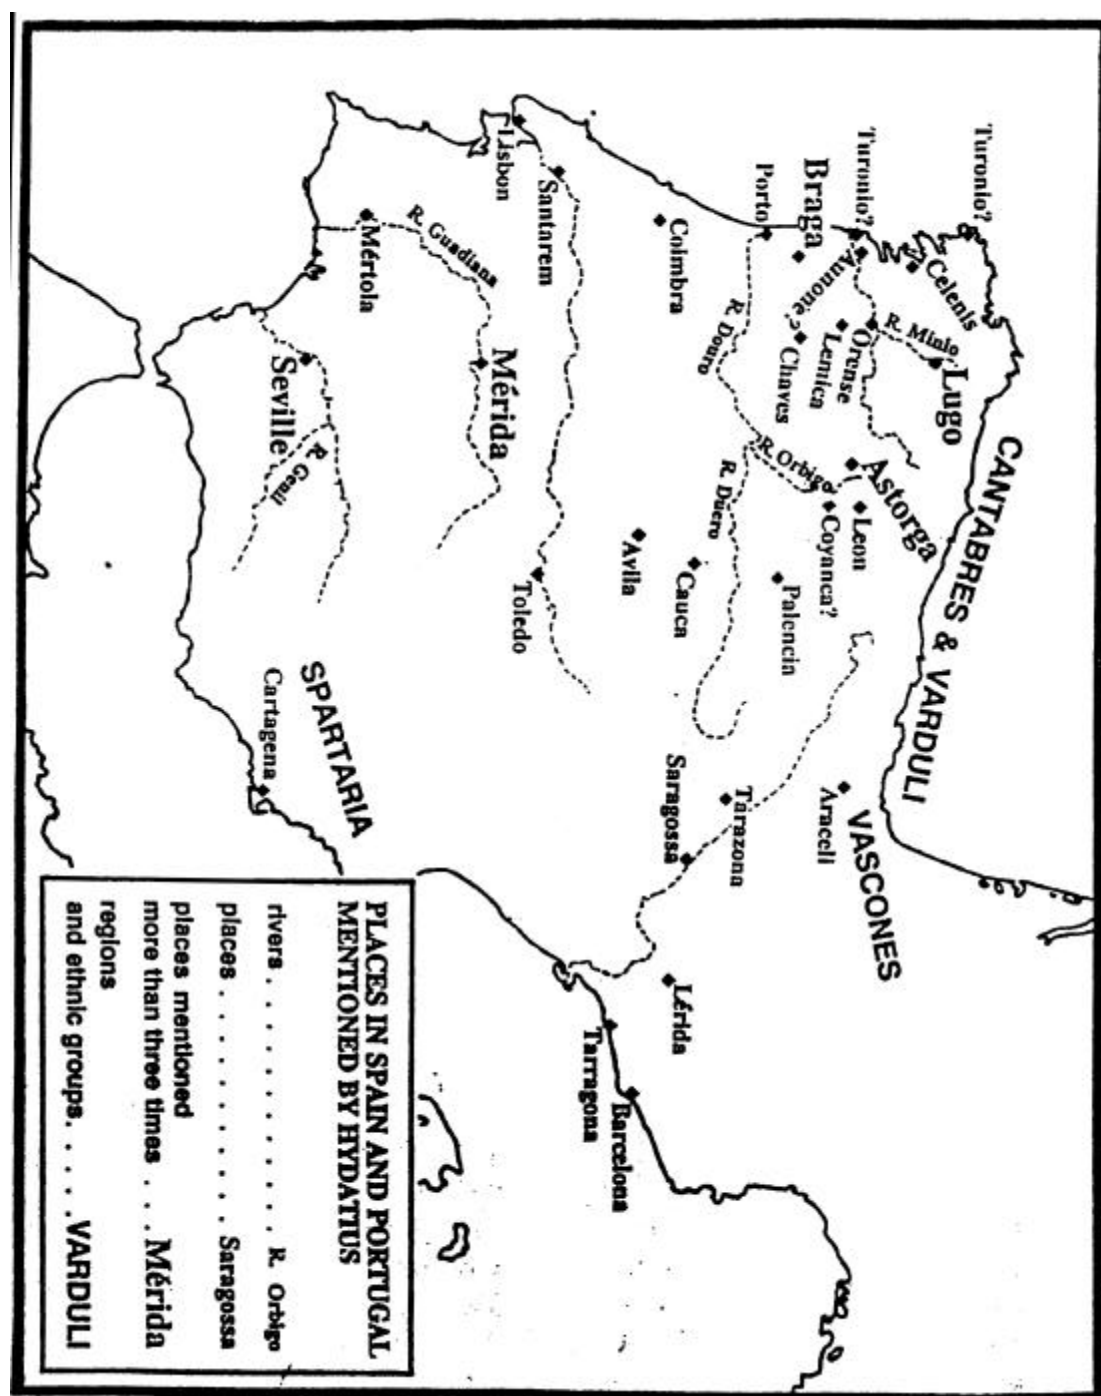 Turonio?
Celenis
Turonio?
R. Minio
Lugo
CANTABRES & VARDULI
Aunone?
Orense
Lemica
Braga
Chaves
Porto
Astorga
Leon
R. Orbigo
Coyanca?
R. Douro
R. Duero
Palencia
Araceli
VASCONES
Coimbra
Cauca
Avila
Tarazona
Saragossa
Lérida
Barcelona
Tarragona
Santarem
Lisbon
Toledo
R. Guadiana
Mérida
Mértola
Seville
R. Genil
SPARTARIA
Cartagena
PLACES IN SPAIN AND PORTUGAL
MENTIONED BY HYDATIUS
rivers . . . . . . . . . . . . R. Orbigo
places . . . . . . . . . . Saragossa
places mentioned
more than three times . . . Mérida
regions
and ethnic groups. . . . .VARDULI